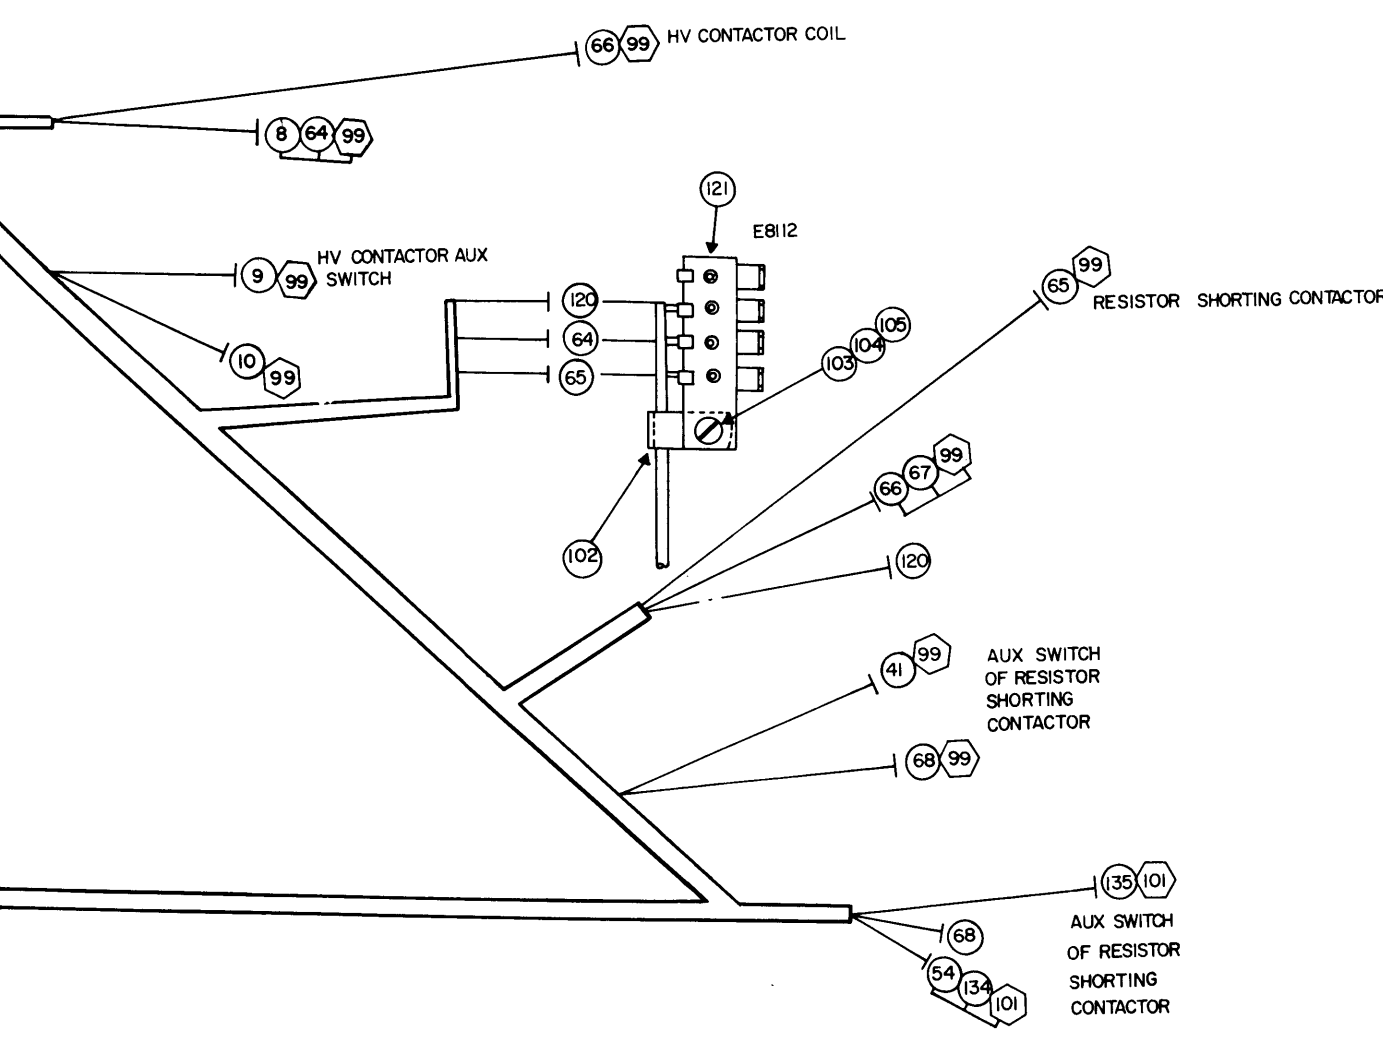 66 99 HV CONTACTOR COIL
8 64 99
121
E8112
HV CONTACTOR AUX
9 99 SWITCH
65 99
RESISTOR SHORTING CONTACTOR
120
64
65
103 104 105
10 99
66 67 99
102
120
41 99
AUX SWITCH
OF RESISTOR
SHORTING
CONTACTOR
68 99
135 101
AUX SWITCH
OF RESISTOR
SHORTING
CONTACTOR
68
54 134 101